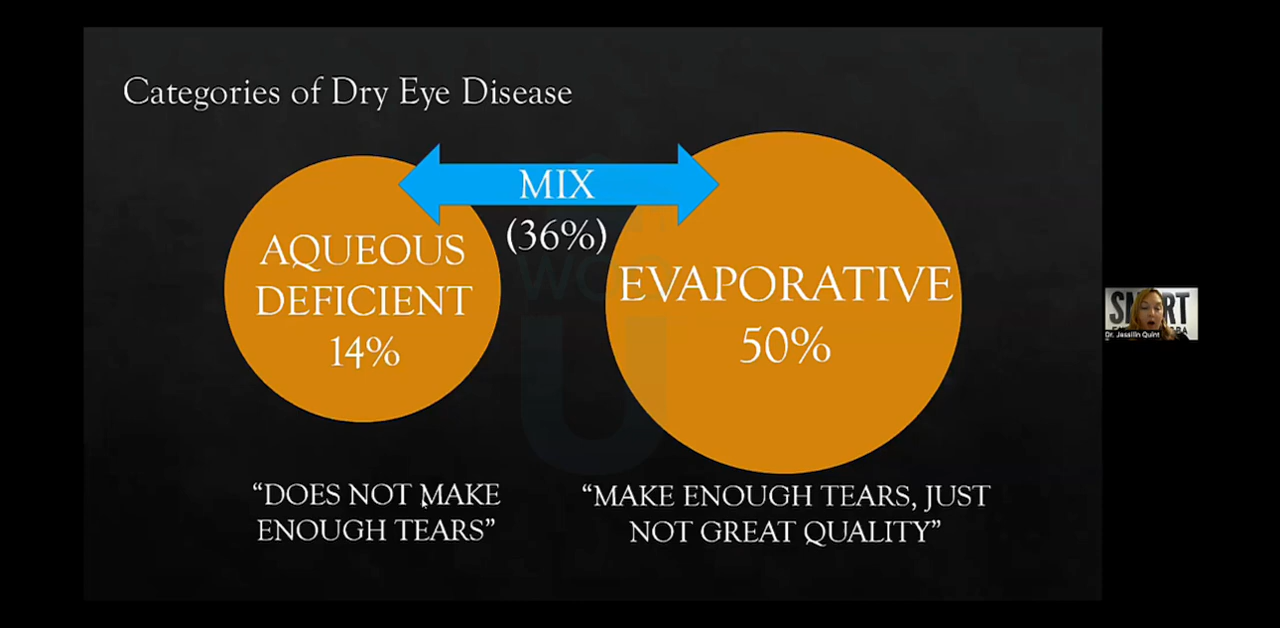 Categories of Dry Eye Disease
MIX
(36%)
AQUEOUS
DEFICIENT
14%
EVAPORATIVE
50%
"DOES NOT MAKE
ENOUGH TEARS"
"MAKE ENOUGH TEARS, JUST
NOT GREAT QUALITY"
Dr. Jessilin Quint